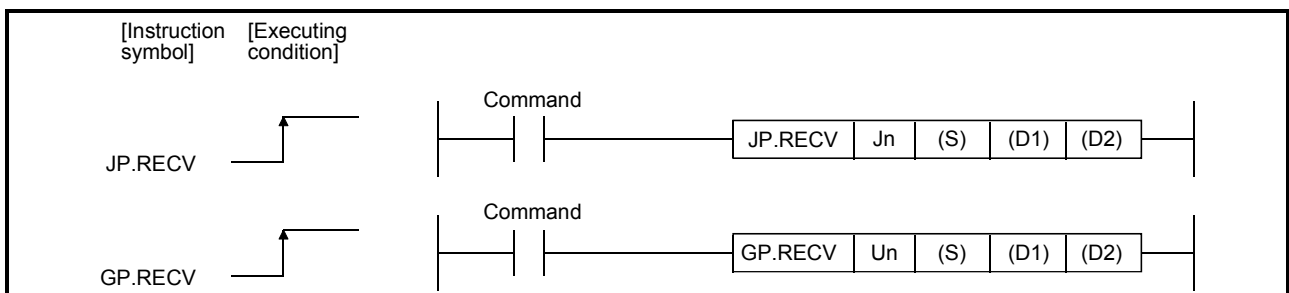 [Instruction symbol] [Executing condition]
Command
JP.RECV JP.RECV Jn (S) (D1) (D2)
Command
GP.RECV GP.RECV Un (S) (D1) (D2)